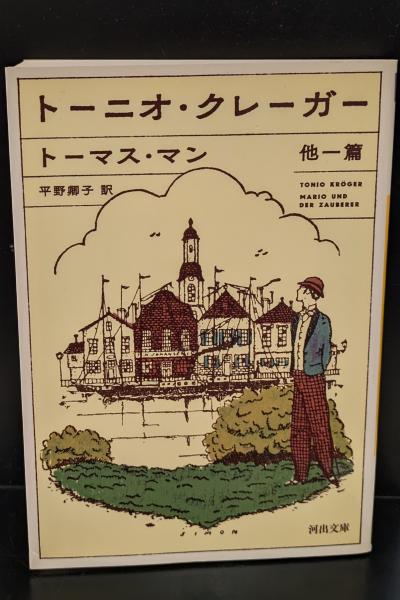 トーニオ・クレーガー
トーマス・マン
他一篇
平野卿子 訳
TONIO KRÖGER
MARIO UND
DER ZAUBERER
SIMON
河出文庫